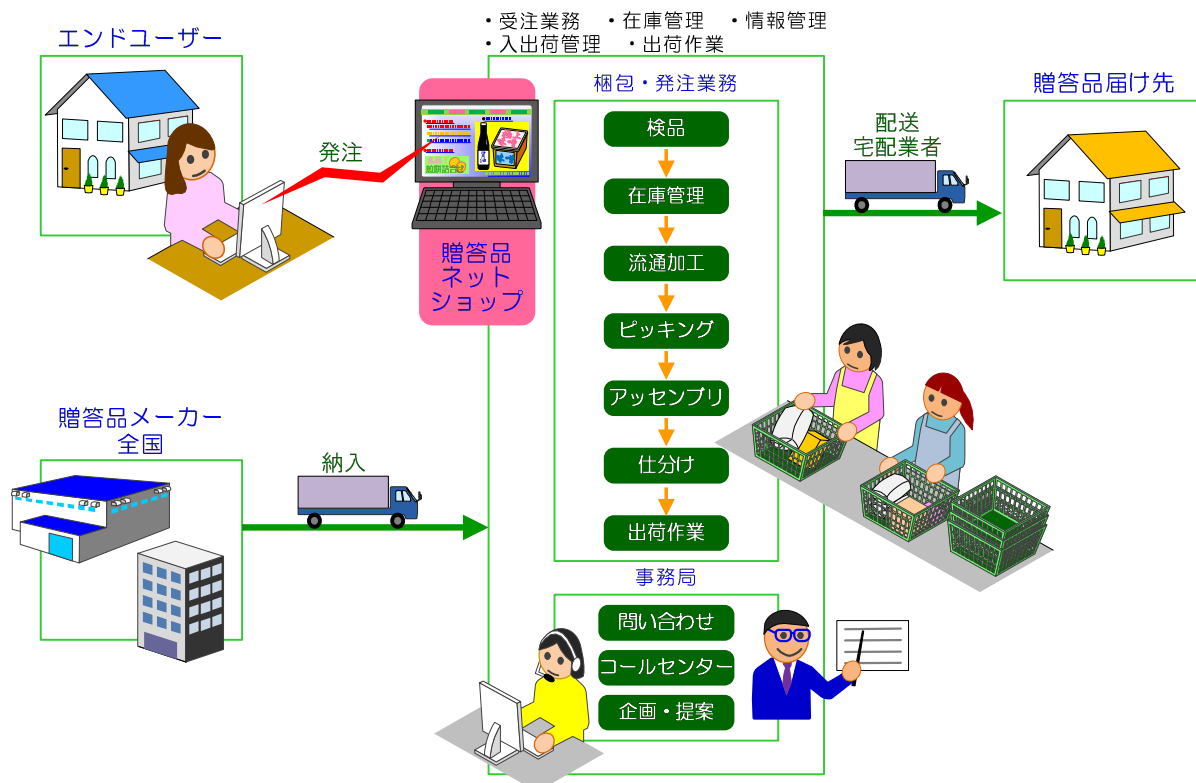 ・受注業務　・在庫管理　・情報管理
・入出荷管理　・出荷作業
エンドユーザー
発注
贈答品
ネット
ショップ
梱包・発注業務
検品
在庫管理
流通加工
ピッキング
アッセンブリ
仕分け
出荷作業
配送
宅配業者
贈答品届け先
贈答品メーカー
全国
納入
事務局
問い合わせ
コールセンター
企画・提案